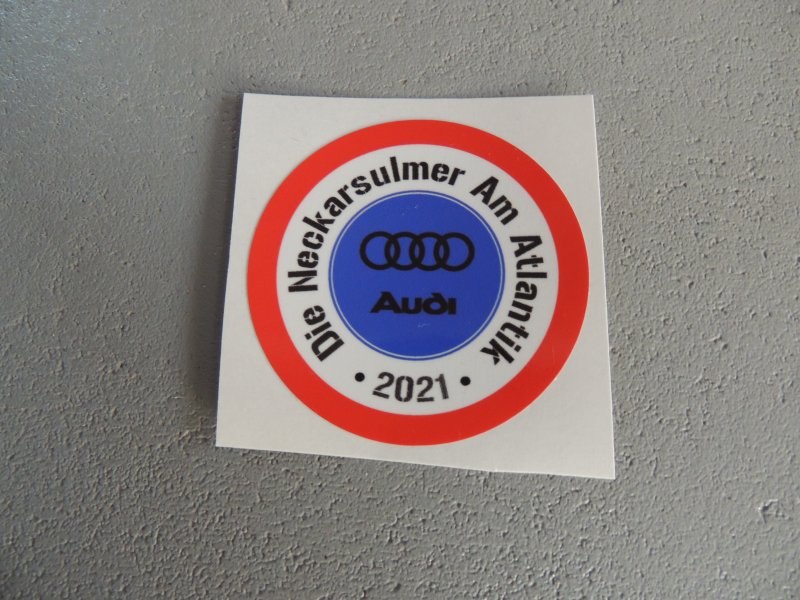 Die Neckarsulmer Am Atlantik
Audi
• 2021 •